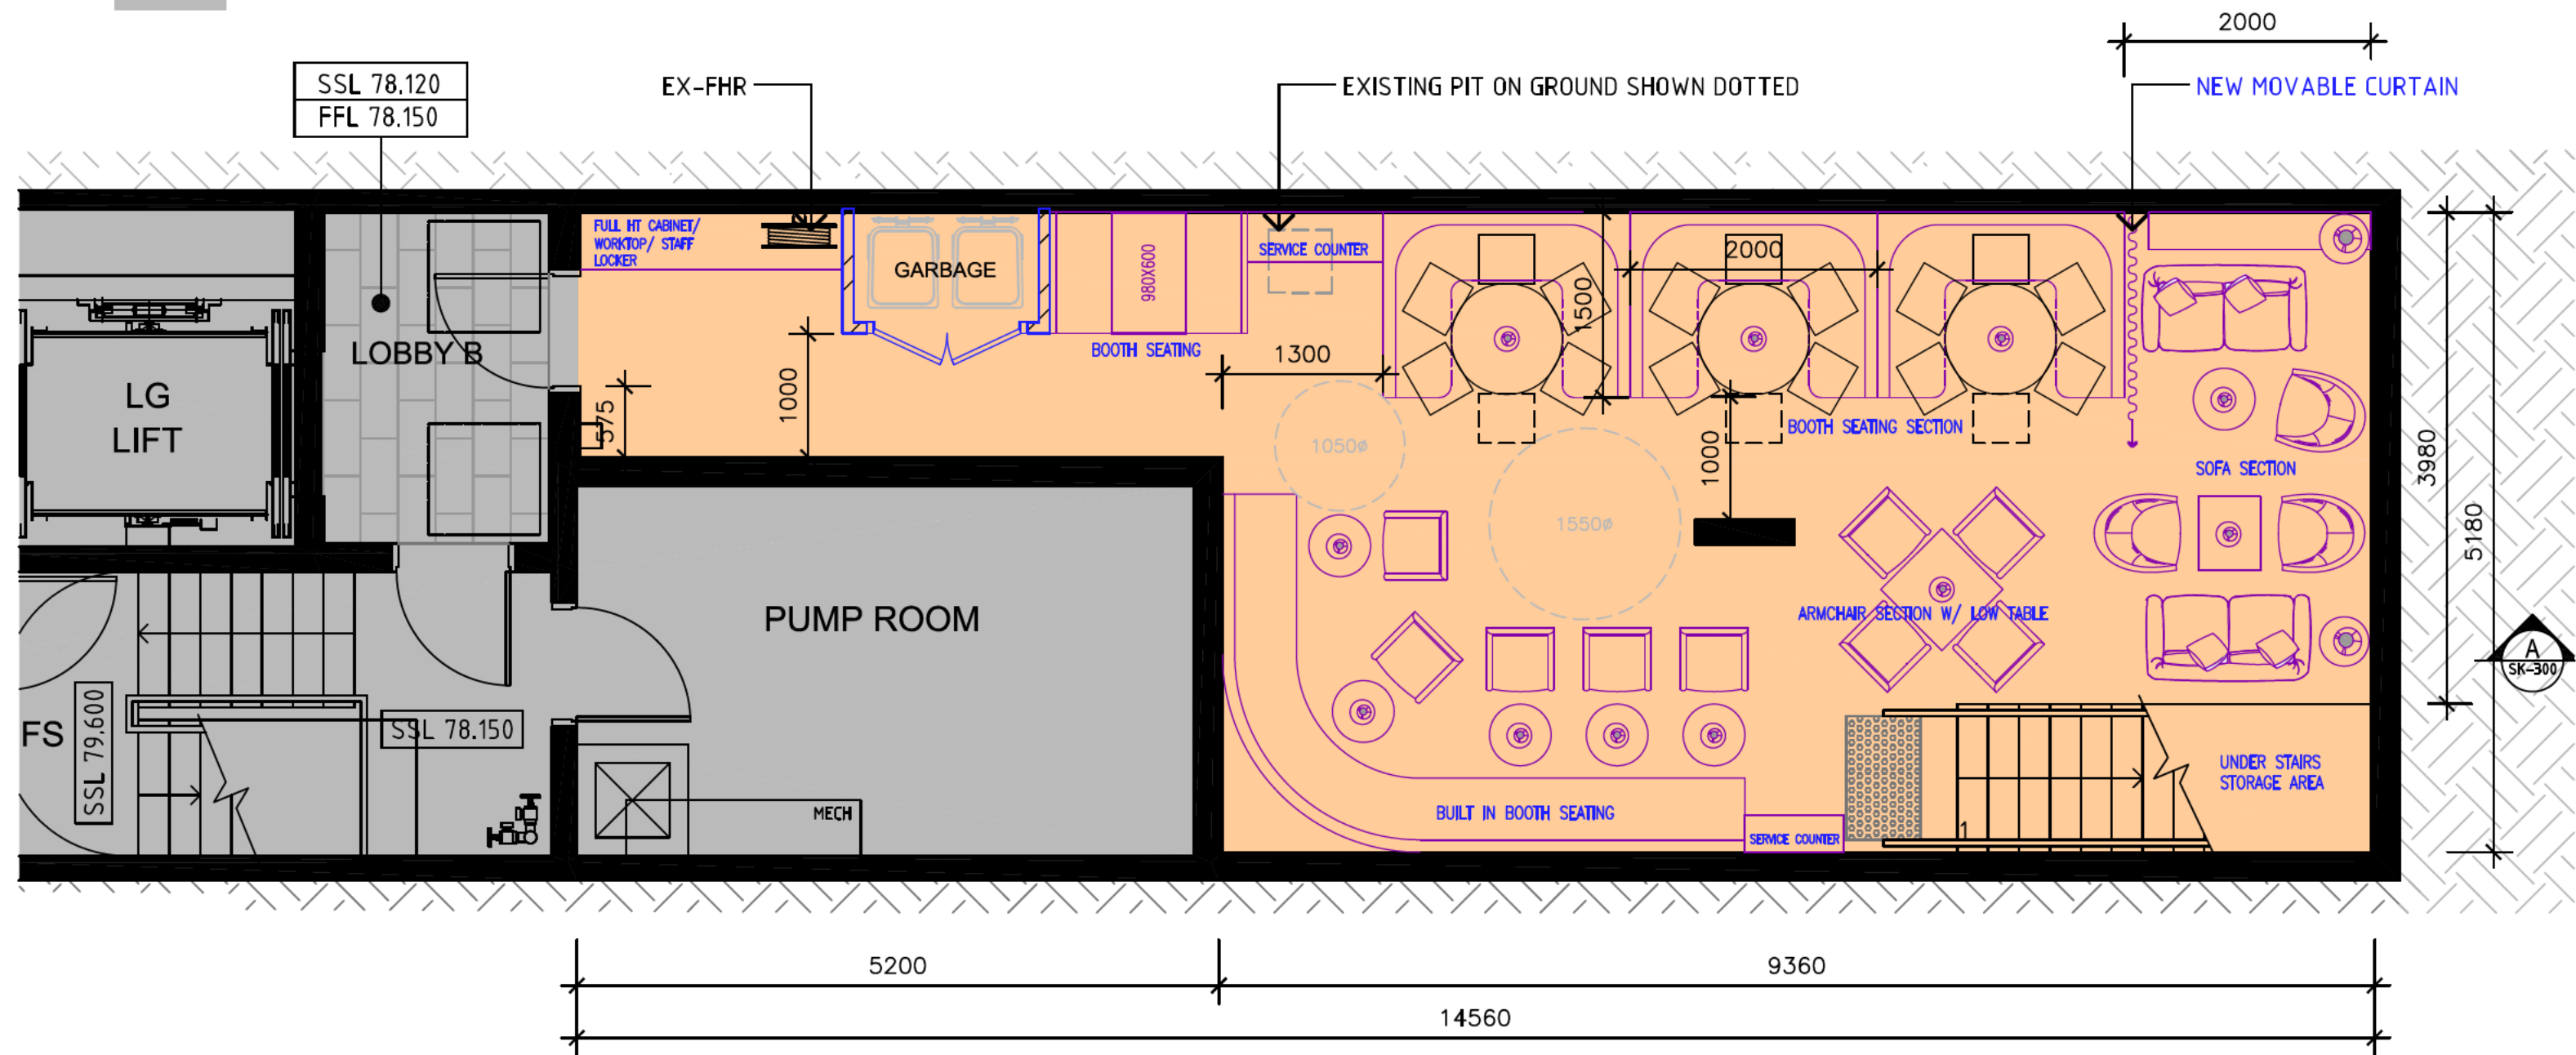 2000
SSL 78.120
FFL 78.150
EX-FHR
EXISTING PIT ON GROUND SHOWN DOTTED
NEW MOVABLE CURTAIN
FULL HT CABINET/
WORKTOP/ STAFF
LOCKER
GARBAGE
980X600
SERVICE COUNTER
2000
1500
LOBBY B
BOOTH SEATING
1300
LG
LIFT
575
1000
1050ø
1550ø
1000
BOOTH SEATING SECTION
SOFA SECTION
3980
5180
PUMP ROOM
ARMCHAIR SECTION W/ LOW TABLE
A
SK-300
FS
SSL 79.600
SSL 78.150
MECH
BUILT IN BOOTH SEATING
SERVICE COUNTER
1
UNDER STAIRS
STORAGE AREA
5200
9360
14560